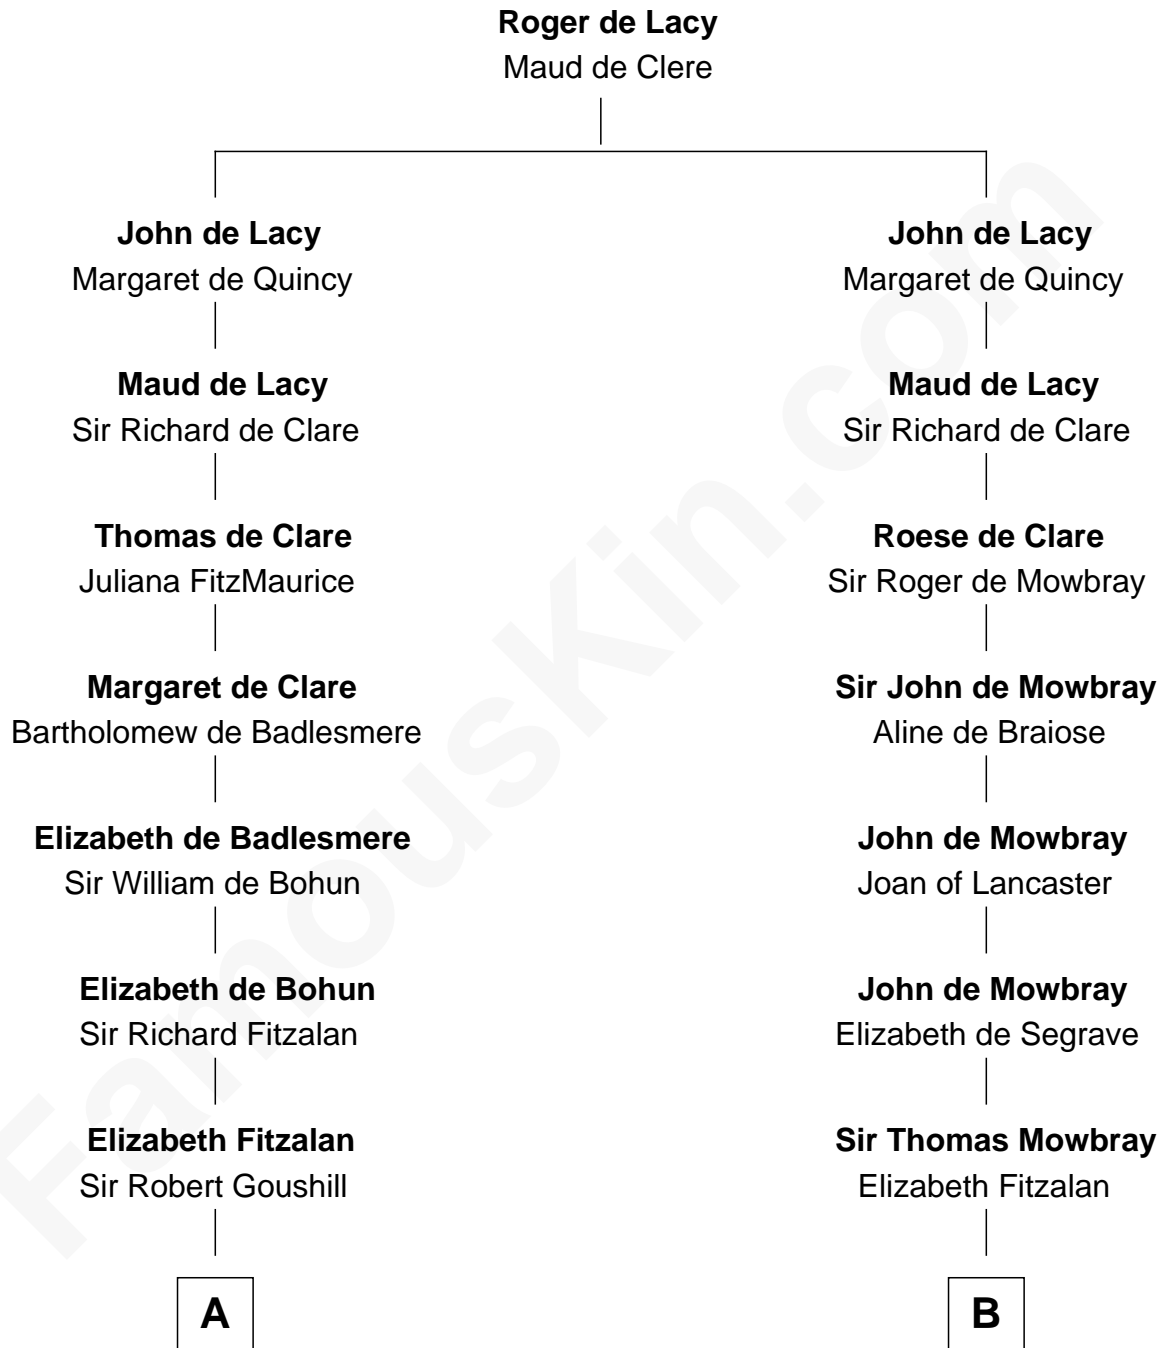 Roger de Lacy
Maud de Clere
John de Lacy
Margaret de Quincy
Maud de Lacy
Sir Richard de Clare
Thomas de Clare
Juliana FitzMaurice
Margaret de Clare
Bartholomew de Badlesmere
Elizabeth de Badlesmere
Sir William de Bohun
Elizabeth de Bohun
Sir Richard Fitzalan
Elizabeth Fitzalan
Sir Robert Goushill
A
John de Lacy
Margaret de Quincy
Maud de Lacy
Sir Richard de Clare
Roese de Clare
Sir Roger de Mowbray
Sir John de Mowbray
Aline de Braiose
John de Mowbray
Joan of Lancaster
John de Mowbray
Elizabeth de Segrave
Sir Thomas Mowbray
Elizabeth Fitzalan
B
FamousKin.com